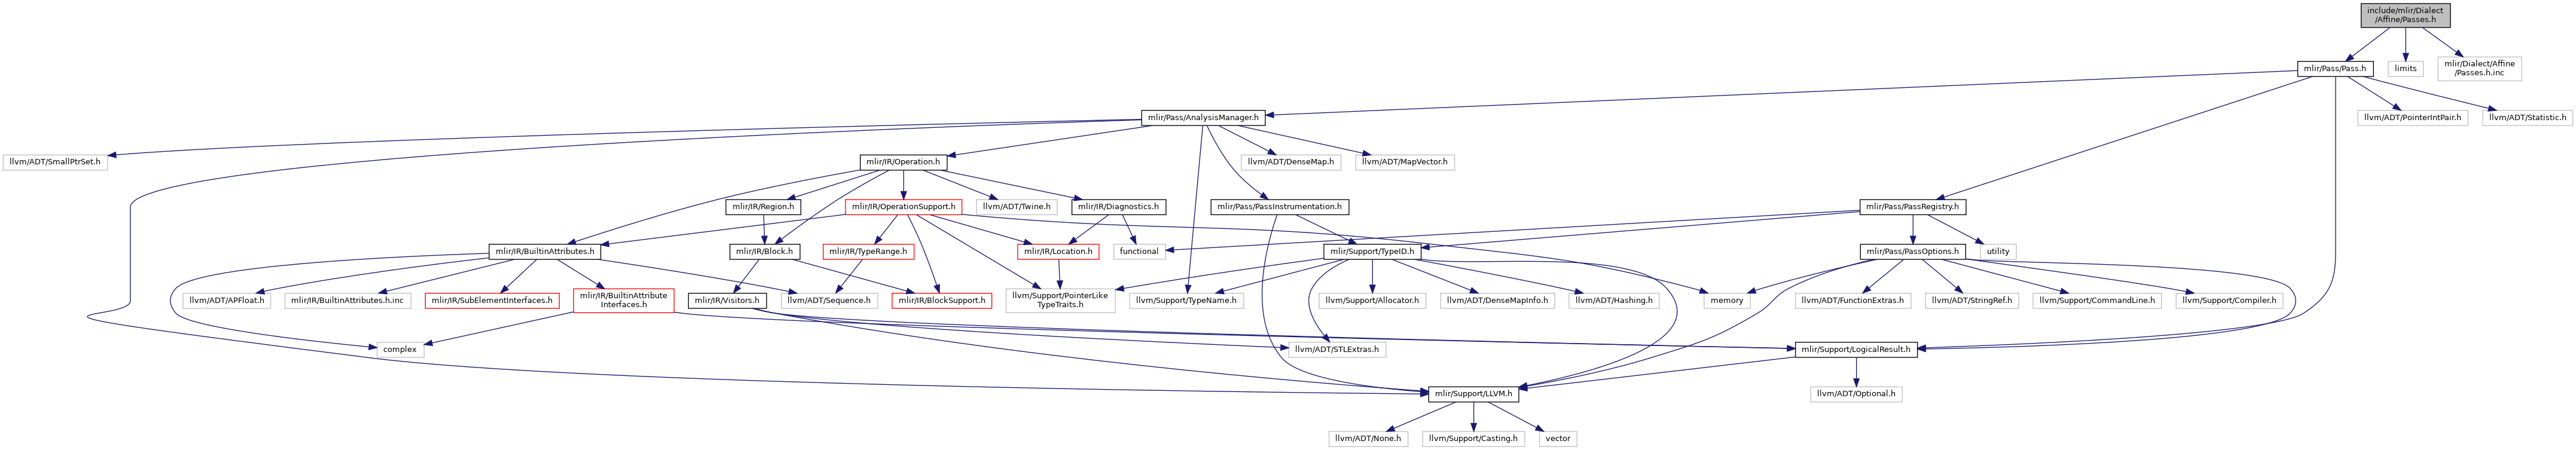 include/mlir/Dialect
/Affine/Passes.h
mlir/Pass/Pass.h
limits
mlir/Dialect/Affine
/Passes.h.inc
mlir/Pass/AnalysisManager.h
llvm/ADT/PointerIntPair.h
llvm/ADT/Statistic.h
llvm/ADT/SmallPtrSet.h
mlir/IR/Operation.h
llvm/ADT/DenseMap.h
llvm/ADT/MapVector.h
mlir/IR/Region.h
mlir/IR/OperationSupport.h
llvm/ADT/Twine.h
mlir/IR/Diagnostics.h
mlir/Pass/PassInstrumentation.h
mlir/Pass/PassRegistry.h
mlir/IR/BuiltinAttributes.h
mlir/IR/Block.h
mlir/IR/TypeRange.h
mlir/IR/Location.h
functional
mlir/Support/TypeID.h
mlir/Pass/PassOptions.h
utility
llvm/ADT/APFloat.h
mlir/IR/BuiltinAttributes.h.inc
mlir/IR/SubElementInterfaces.h
mlir/IR/BuiltinAttribute
Interfaces.h
mlir/IR/Visitors.h
llvm/ADT/Sequence.h
mlir/IR/BlockSupport.h
llvm/Support/PointerLike
TypeTraits.h
llvm/Support/TypeName.h
llvm/Support/Allocator.h
llvm/ADT/DenseMapInfo.h
llvm/ADT/Hashing.h
memory
llvm/ADT/FunctionExtras.h
llvm/ADT/StringRef.h
llvm/Support/CommandLine.h
llvm/Support/Compiler.h
complex
llvm/ADT/STLExtras.h
mlir/Support/LogicalResult.h
mlir/Support/LLVM.h
llvm/ADT/Optional.h
llvm/ADT/None.h
llvm/Support/Casting.h
vector